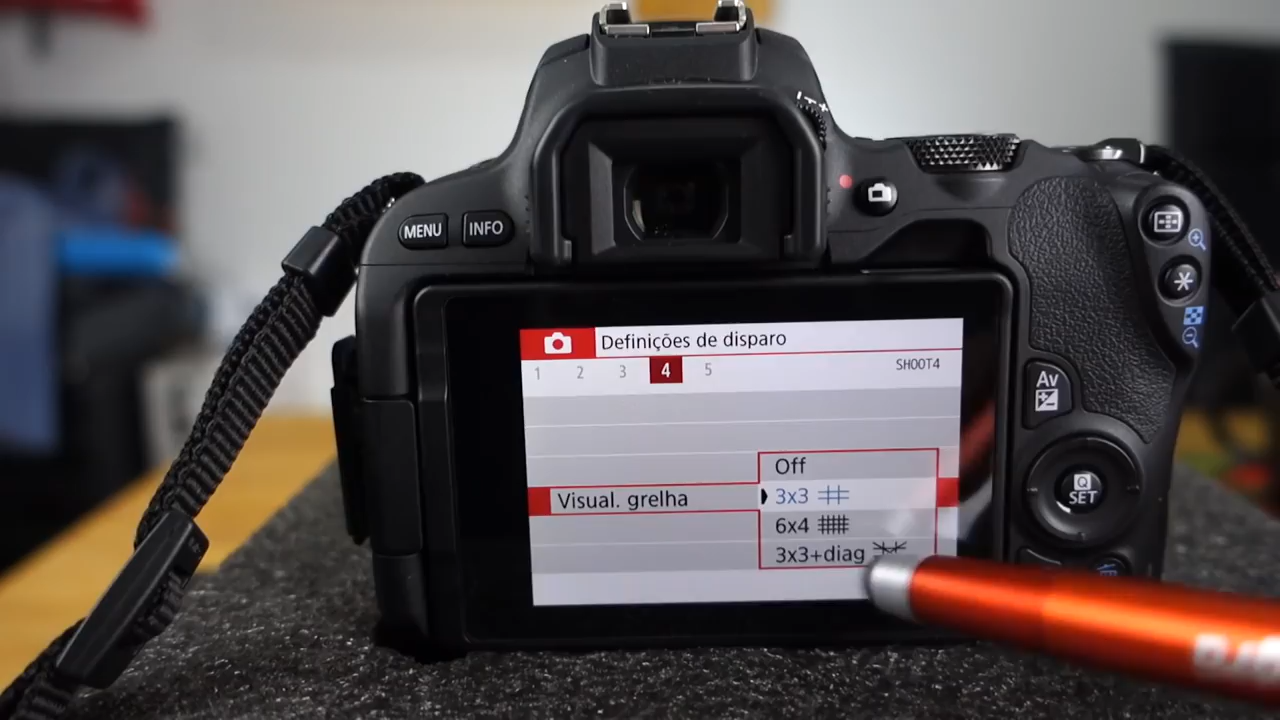 MENU
INFO
Definições de disparo
1 2 3 4 5
SHOOT4
Off
Visual. grelha
3x3
6x4
3x3+diag
Av
Q
SET